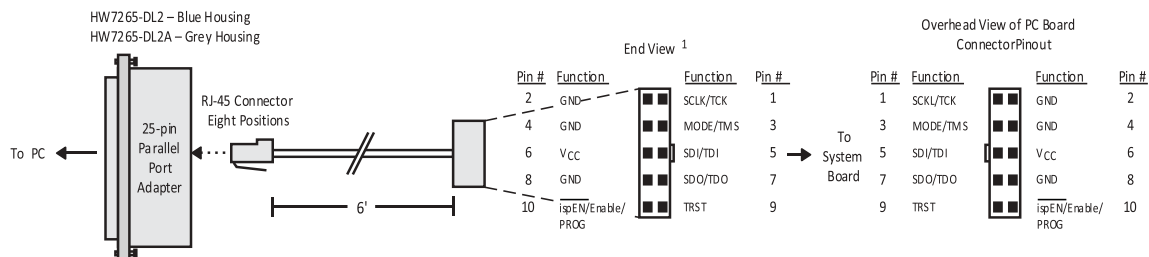 HW7265-DL2 – Blue Housing
HW7265-DL2A – Grey Housing
To PC
25-pin
Parallel
Port
Adapter
RJ-45 Connector
Eight Positions
6'
End View 1
Pin # Function Function Pin #
2 GND SCLK/TCK 1
4 GND MODE/TMS 3
6 VCC SDI/TDI 5
8 GND SDO/TDO 7
10 ispEN/Enable/ TRST 9
PROG
To
System
Board
Overhead View of PC Board
ConnectorPinout
Pin # Function Function Pin #
1 SCKL/TCK GND 2
3 MODE/TMS GND 4
5 SDI/TDI VCC 6
7 SDO/TDO GND 8
9 TRST ispEN/Enable/ 10
PROG